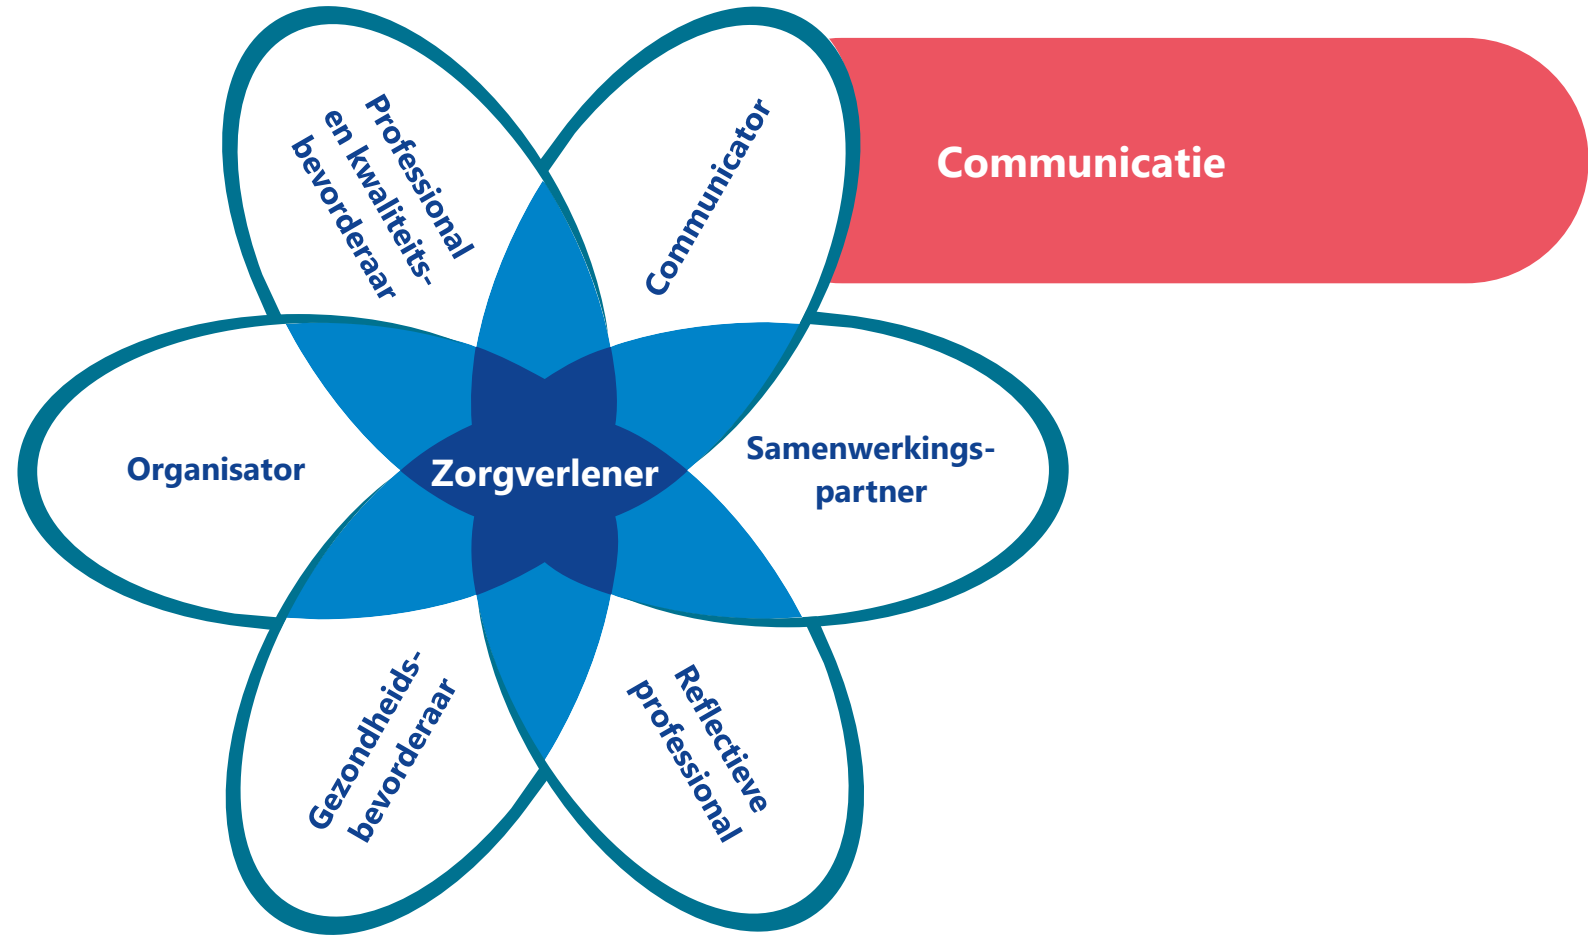 Professional
en kwaliteits-
bevorderaar
Communicator
Communicatie
Organisator
Zorgverlener
Samenwerkings-
partner
Gezondheids-
bevorderaar
Reflectieve
professional